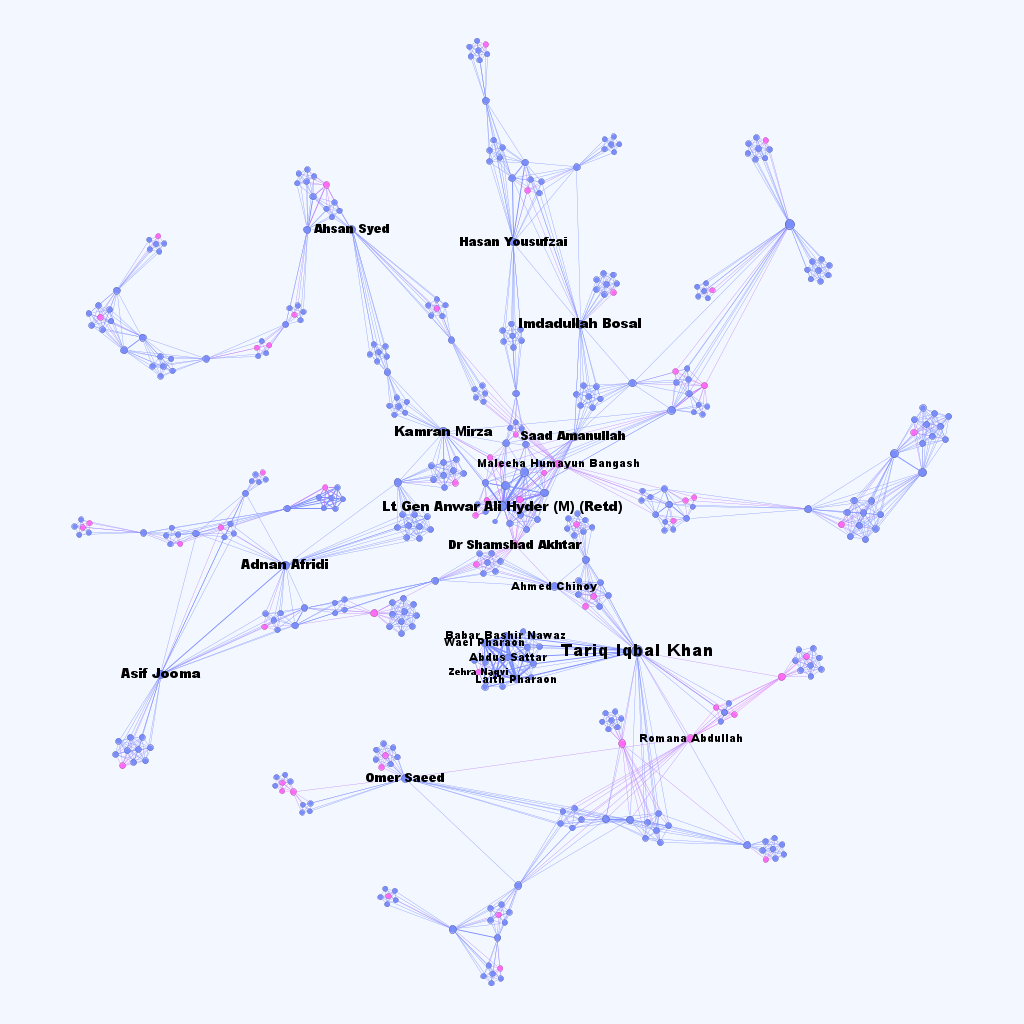 Ahsan Syed
Hasan Yousufzai
Imdadullah Bosal
Kamran Mirza
Saad Amanullah
Maleeha Humayun Bangash
Lt Gen Anwar Ali Hyder (M) (Retd)
Dr Shamshad Akhtar
Adnan Afridi
Ahmed Chinoy
Babar Bashir Nawaz
Wael Pharaon
Tariq Iqbal Khan
Abdus Sattar
Zehra Naqvi
Asif Jooma
Laith Pharaon
Romana Abdullah
Omer Saeed